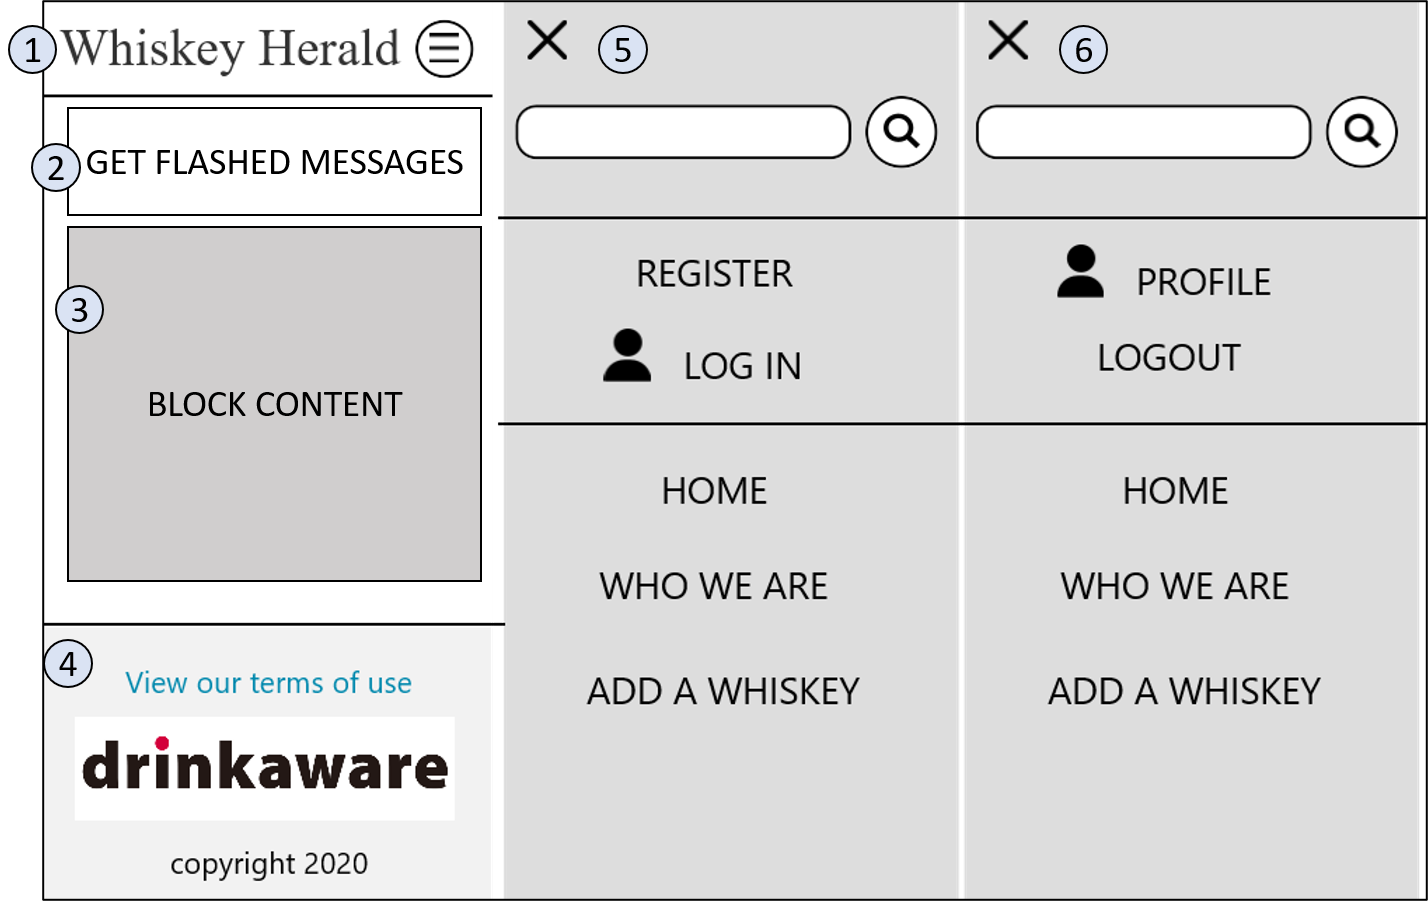 1
Whiskey Herald
2
GET FLASHED MESSAGES
3
BLOCK CONTENT
4
View our terms of use
drinkaware
copyright 2020
5
REGISTER
LOG IN
HOME
WHO WE ARE
ADD A WHISKEY
6
PROFILE
LOGOUT
HOME
WHO WE ARE
ADD A WHISKEY